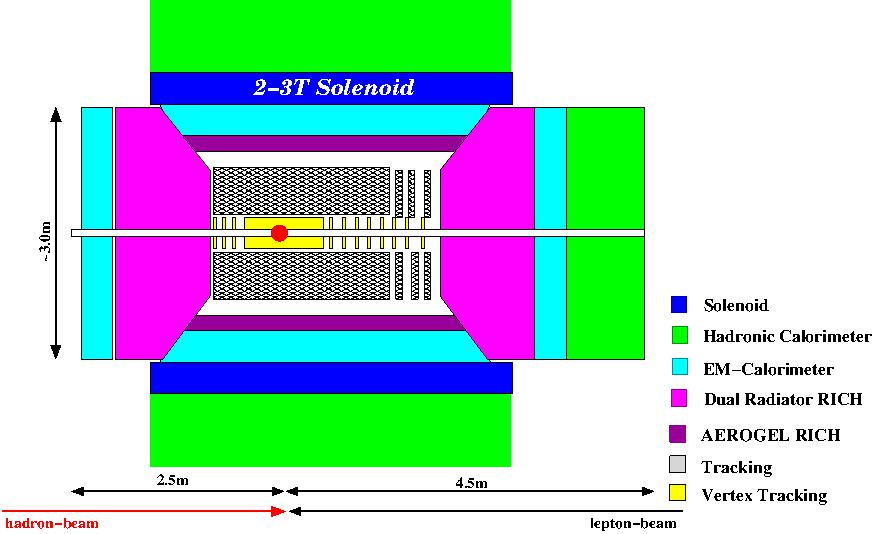 2-3T Solenoid
~3.0m
Solenoid
Hadronic Calorimeter
EM-Calorimeter
Dual Radiator RICH
AEROGEL RICH
Tracking
Vertex Tracking
2.5m
4.5m
hadron-beam
lepton-beam